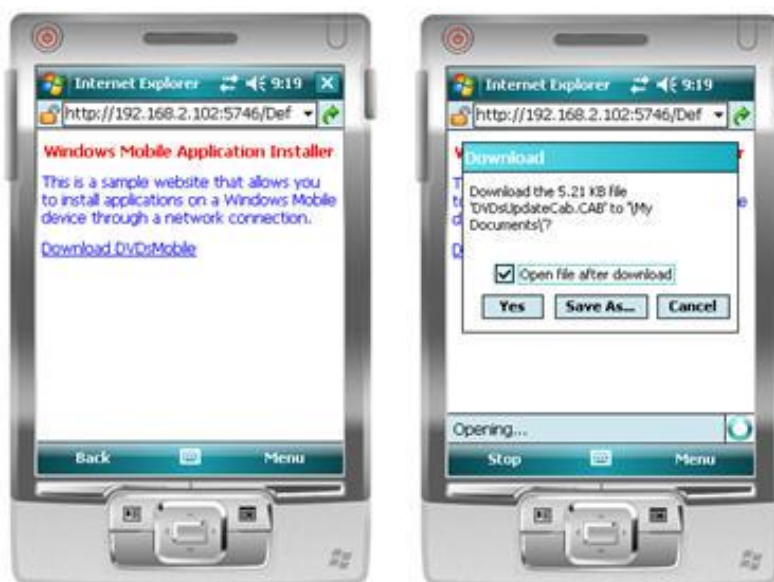 Internet Explorer 9:19
http://192.168.2.102:5746/Def
Windows Mobile Application Installer
This is a sample website that allows you
to install applications on a Windows Mobile
device through a network connection.
Download DVDsMobile
Back Menu
Internet Explorer 9:19
http://192.168.2.102:5746/Def
Download
Download the 5.21 KB file
'DVDsUpdateCab.CAB' to '\My
Documents\'?
Open file after download
Yes Save As... Cancel
Opening...
Stop Menu